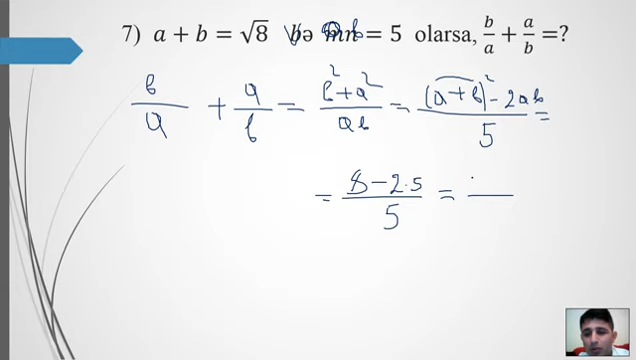 7) a + b = √8 və ab = 5 olarsa, b/a + a/b =?
b/a + a/b = (b² + a²)/ab = ((a + b)² − 2ab)/5 =
= (8 − 2·5)/5 =